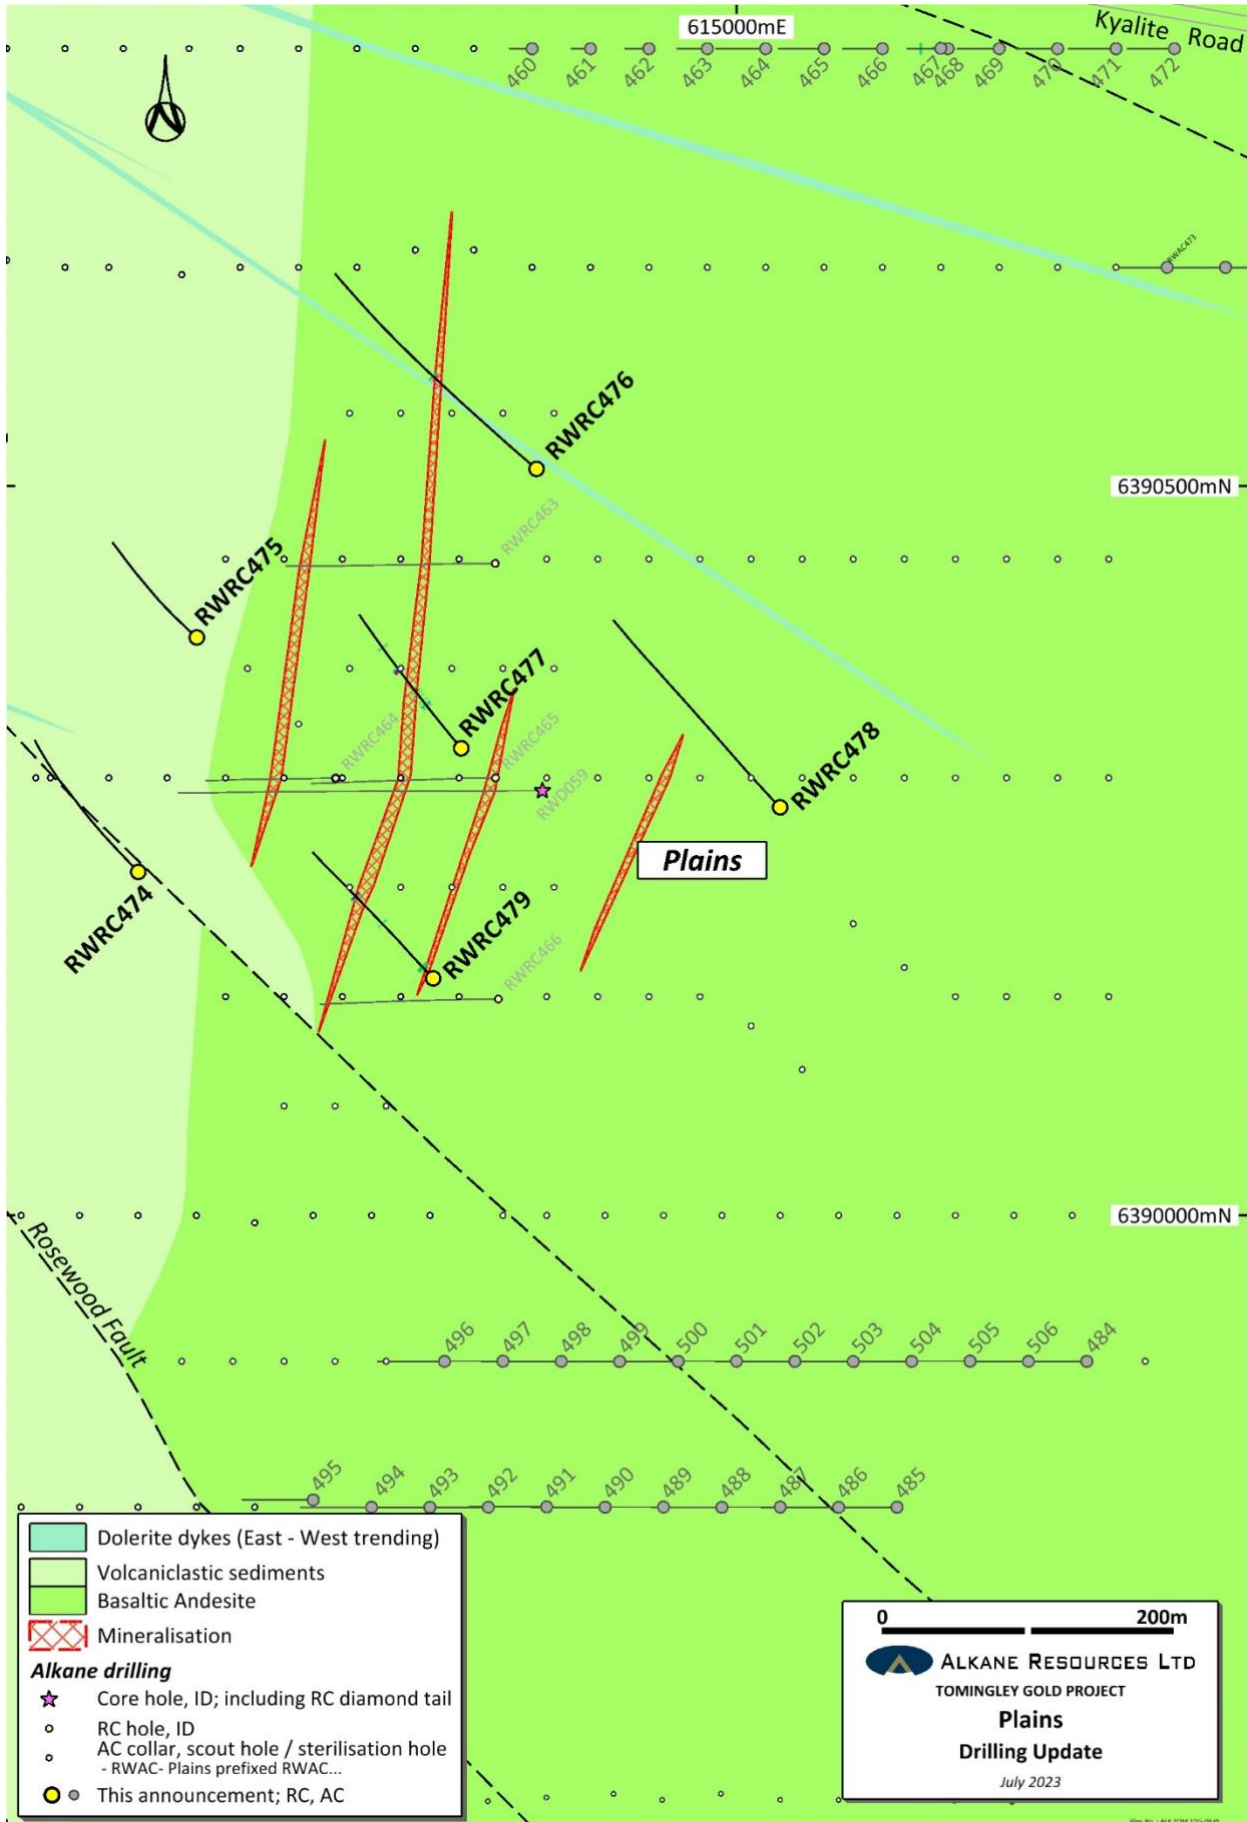 615000mE
Kyalite Road
460
461
462
463
464
465
466
467
468
469
470
471
472
RWAC473
RWRC476
6390500mN
RWRC463
RWRC475
RWRC477
RWRC464
RWRC465
RWD059
RWRC478
Plains
RWRC474
RWRC479
RWRC466
6390000mN
Rosewood Fault
496
497
498
499
500
501
502
503
504
505
506
484
495
494
493
492
491
490
489
488
487
486
485
Dolerite dykes (East - West trending)
Volcaniclastic sediments
Basaltic Andesite
Mineralisation
Alkane drilling
Core hole, ID; including RC diamond tail
RC hole, ID
AC collar, scout hole / sterilisation hole
- RWAC- Plains prefixed RWAC...
This announcement; RC, AC
0 200m
ALKANE RESOURCES LTD
TOMINGLEY GOLD PROJECT
Plains
Drilling Update
July 2023